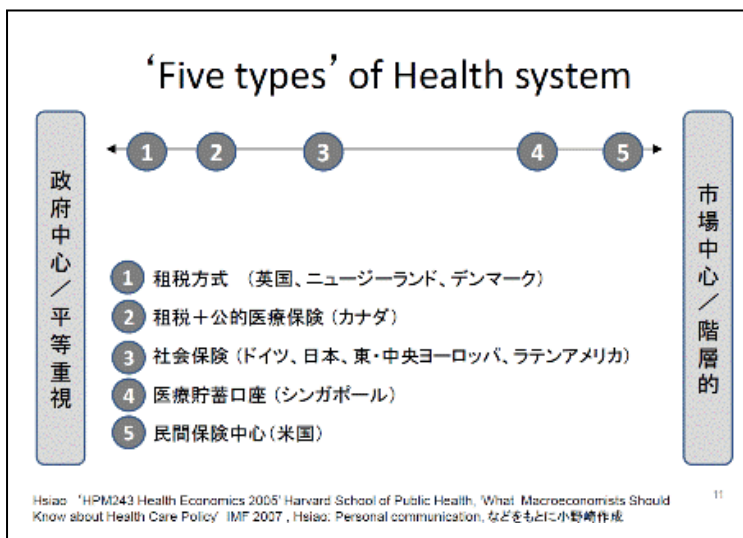 ‘Five types’ of Health system
政府中心／平等重視
1 2 3 4 5
市場中心／階層的
1 租税方式 （英国、ニュージーランド、デンマーク）
2 租税＋公的医療保険（カナダ）
3 社会保険（ドイツ、日本、東・中央ヨーロッパ、ラテンアメリカ）
4 医療貯蓄口座（シンガポール）
5 民間保険中心（米国）
Hsiao 'HPM243 Health Economics 2005' Harvard School of Public Health, 'What Macroeconomists Should
Know about Health Care Policy' IMF 2007 , Hsiao: Personal communication, などをもとに小野崎作成
11